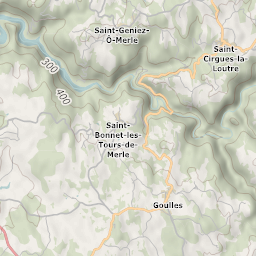 Saint-Geniez-
Ô-Merle
Saint-
Cirgues-la-
Loutre
300
400
Saint-
Bonnet-les-
Tours-de-
Merle
Goulles